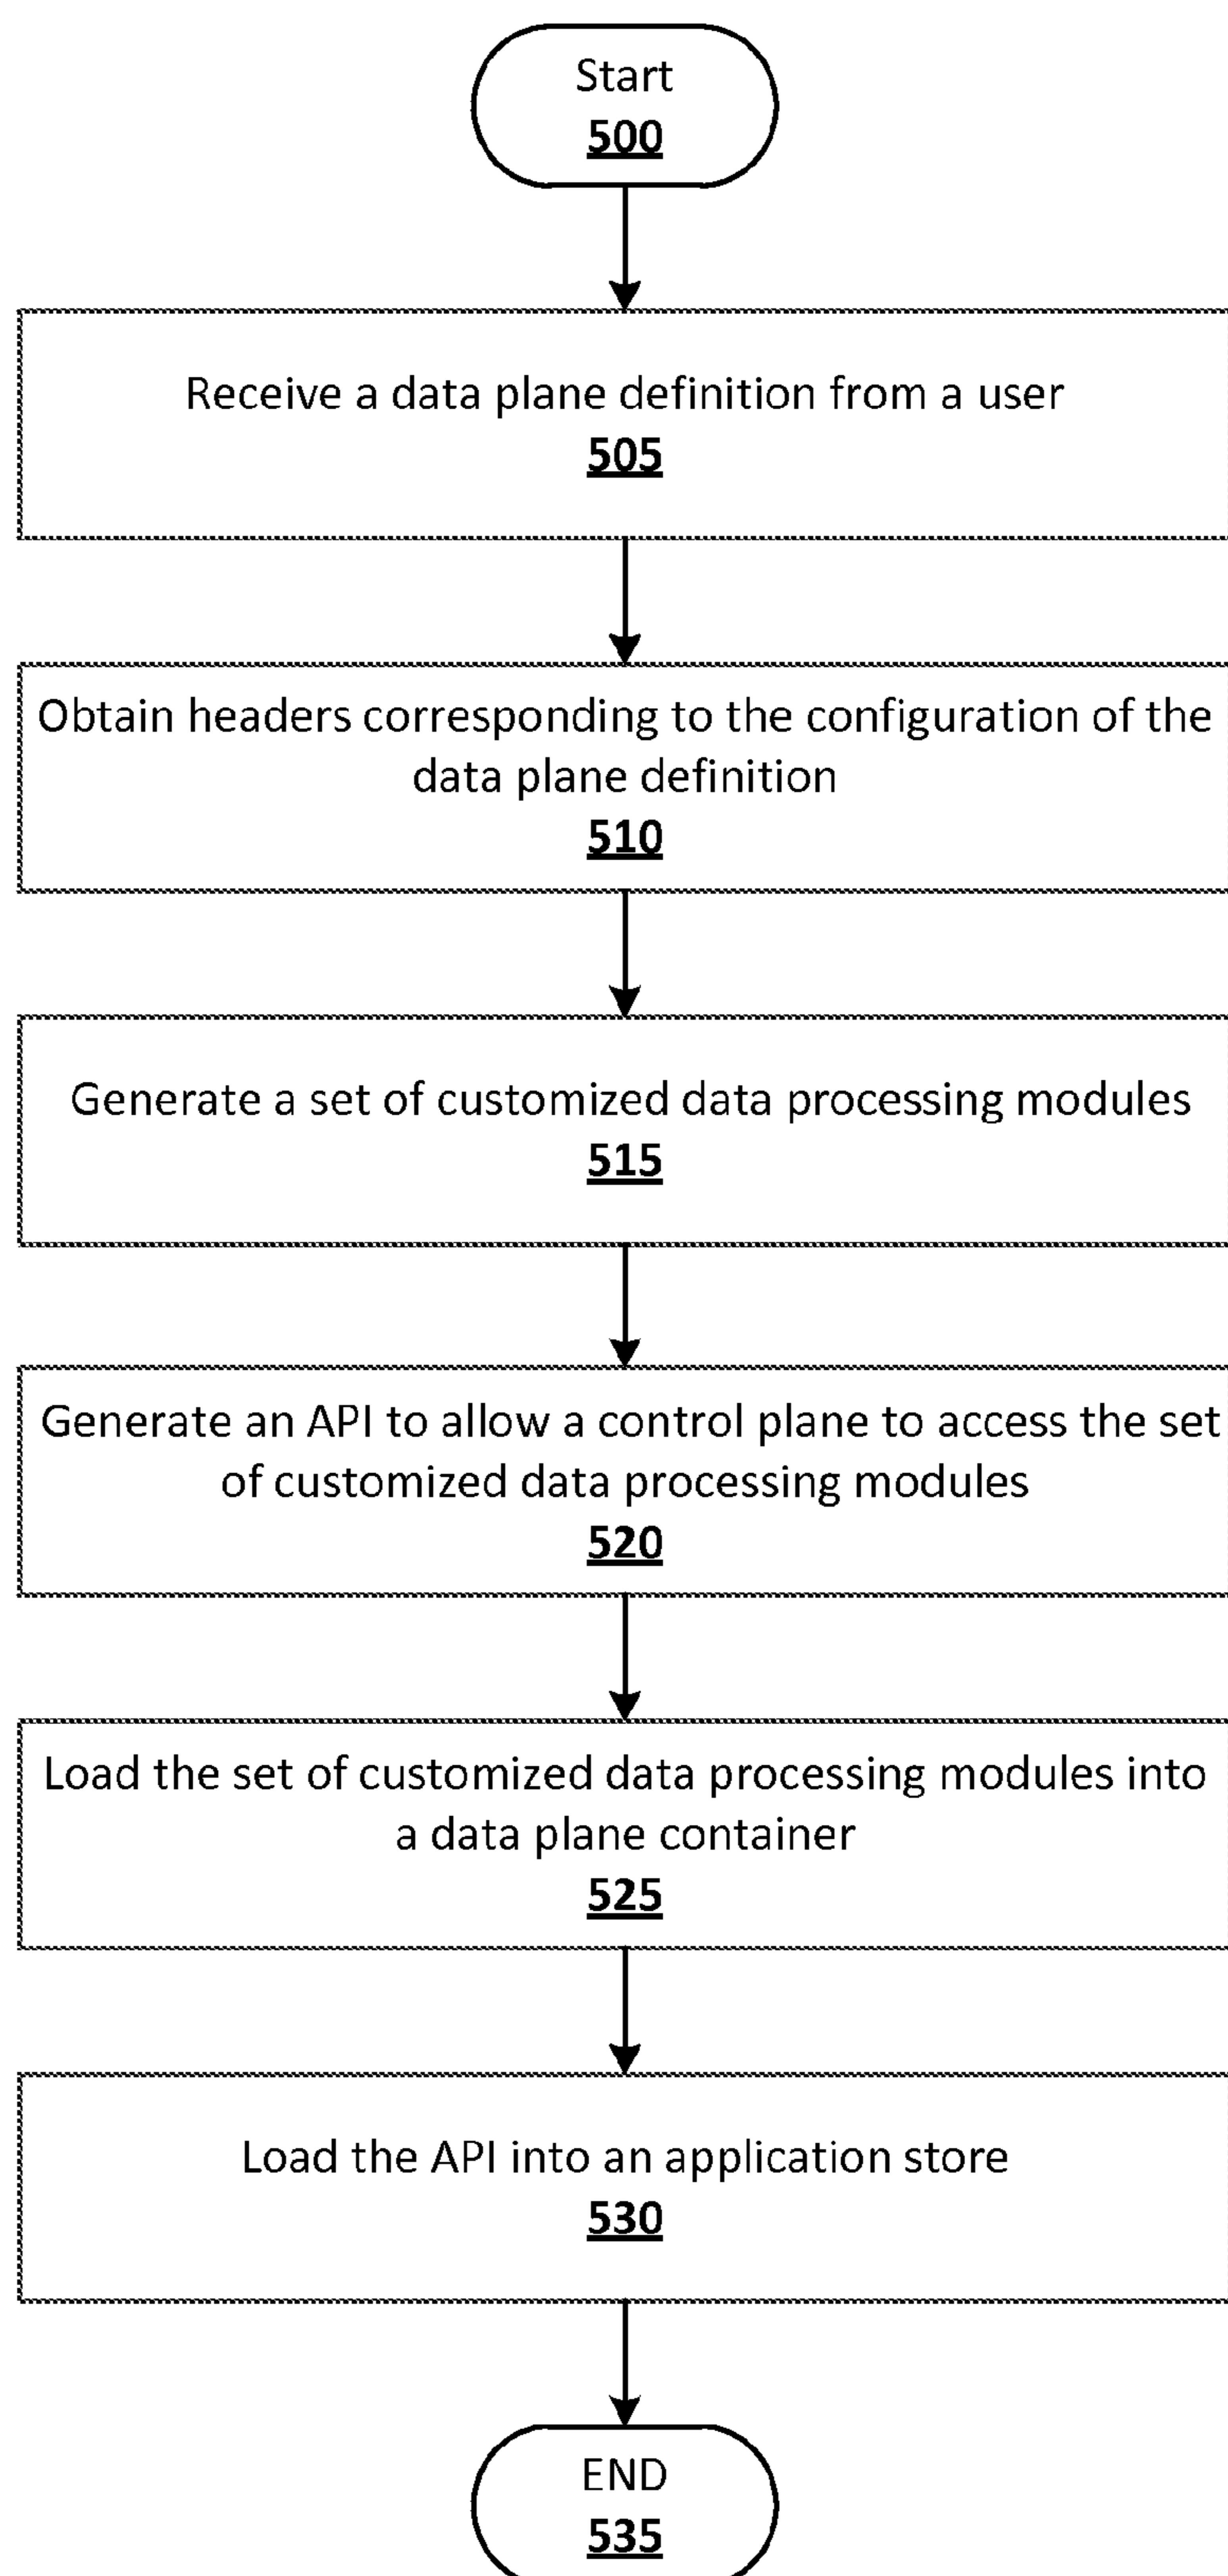 Start
500
Receive a data plane definition from a user
505
Obtain headers corresponding to the configuration of the
data plane definition
510
Generate a set of customized data processing modules
515
Generate an API to allow a control plane to access the set
of customized data processing modules
520
Load the set of customized data processing modules into
a data plane container
525
Load the API into an application store
530
END
535